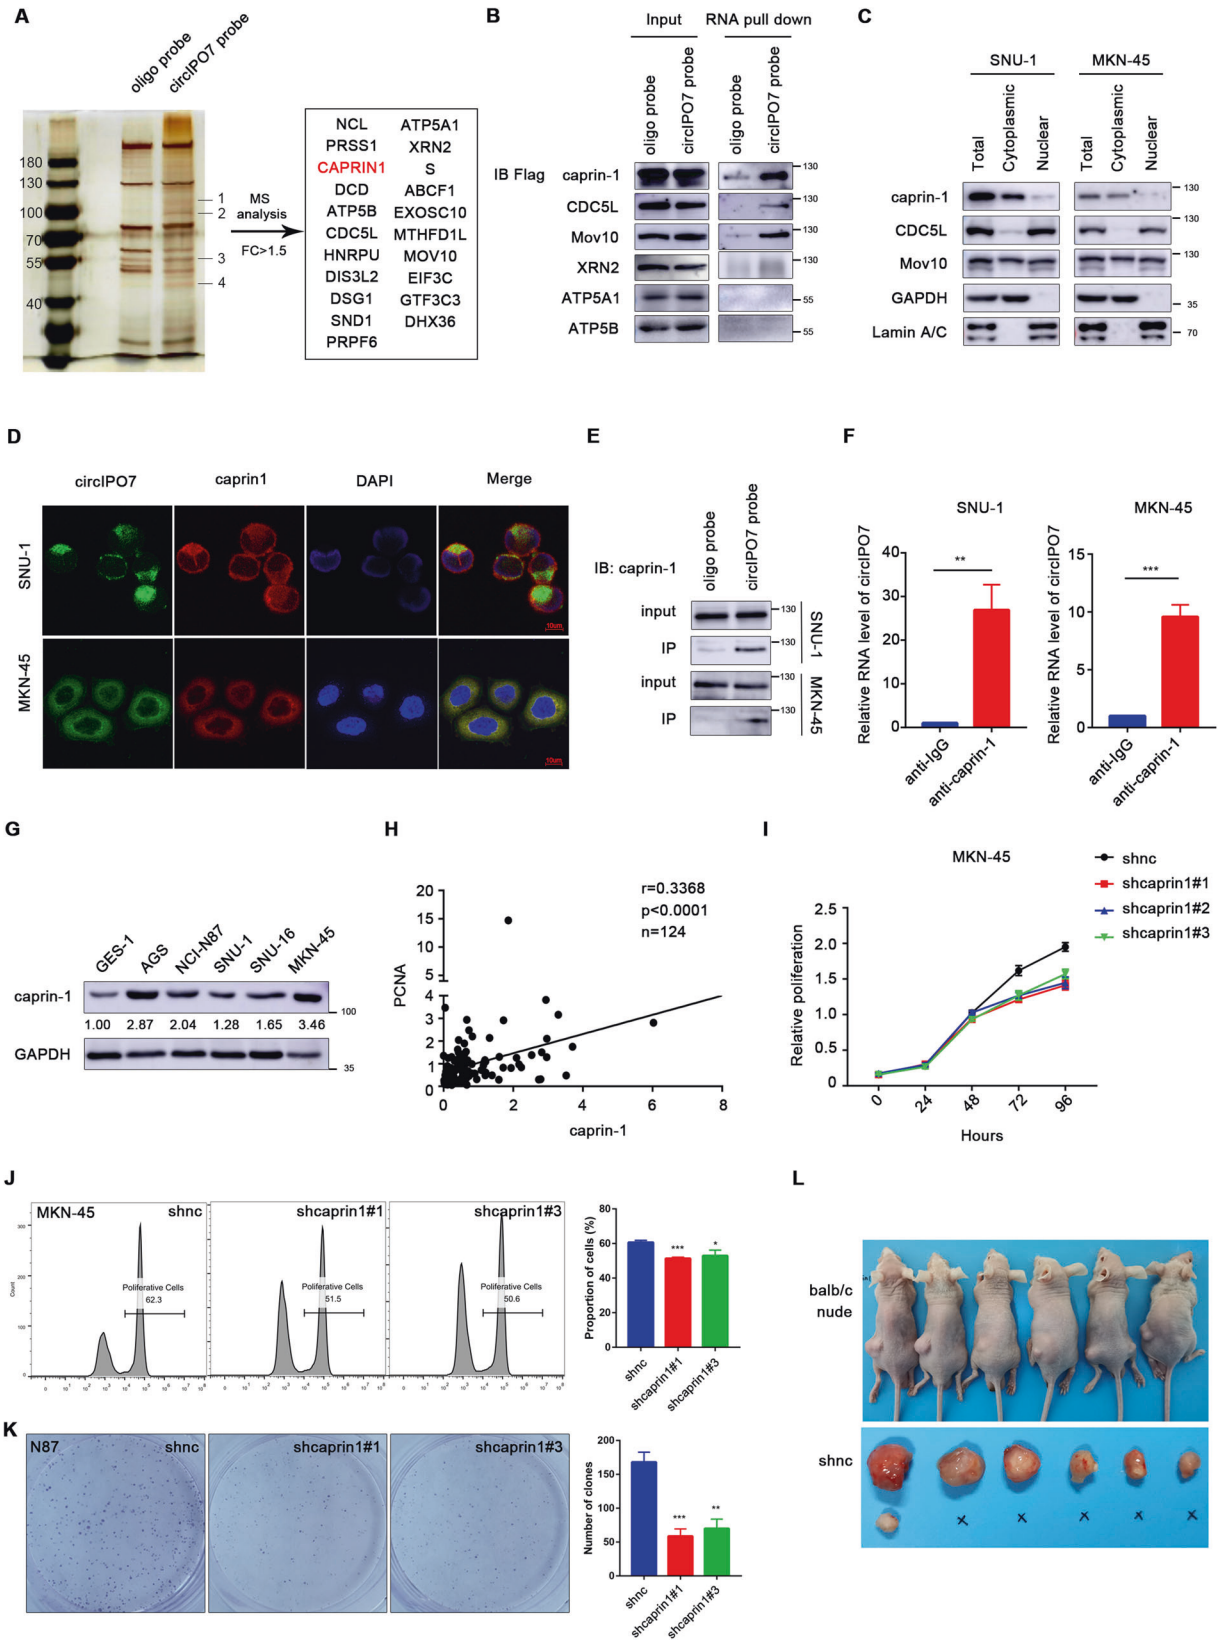 A
oligo probe
circIPO7 probe
180
130
100
70
55
40
1
2
3
4
MS
analysis
FC>1.5
NCL ATP5A1
PRSS1 XRN2
CAPRIN1 S
DCD ABCF1
ATP5B EXOSC10
CDC5L MTHFD1L
HNRPU MOV10
DIS3L2 EIF3C
DSG1 GTF3C3
SND1 DHX36
PRPF6
B
Input RNA pull down
oligo probe
circIPO7 probe
oligo probe
circIPO7 probe
IB Flag caprin-1 130
CDC5L 130
Mov10 130
XRN2 130
ATP5A1 55
ATP5B 55
C
SNU-1 MKN-45
Total
Cytoplasmic
Nuclear
Total
Cytoplasmic
Nuclear
caprin-1 130
CDC5L 130
Mov10 130
GAPDH 35
Lamin A/C 70
D
circIPO7 caprin1 DAPI Merge
SNU-1
10um
MKN-45
10um
E
oligo probe
circIPO7 probe
IB: caprin-1
input 130
IP 130
SNU-1
input 130
IP 130
MKN-45
F
SNU-1
Relative RNA level of circIPO7
40
30
20
10
0
**
anti-IgG
anti-caprin-1
MKN-45
Relative RNA level of circIPO7
15
10
5
0
***
anti-IgG
anti-caprin-1
G
GES-1
AGS
NCI-N87
SNU-1
SNU-16
MKN-45
caprin-1
100
1.00 2.87 2.04 1.28 1.65 3.46
GAPDH
35
H
PCNA
20
15
10
5
4
3
2
1
0
r=0.3368
p<0.0001
n=124
0 2 4 6 8
caprin-1
I
MKN-45
shnc
shcaprin1#1
shcaprin1#2
shcaprin1#3
Relative poliferation
2.5
2.0
1.5
1.0
0.5
0
0 24 48 72 96
Hours
J
MKN-45 shnc
Poliferative Cells
62.3
Count
300
200
100
0
shcaprin1#1
Poliferative Cells
51.5
shcaprin1#3
Poliferative Cells
50.6
Proportion of cells (%)
80
60
40
20
0
***
*
shnc
shcaprin1#1
shcaprin1#3
K
N87 shnc
shcaprin1#1
shcaprin1#3
Number of clones
200
150
100
50
0
***
**
shnc
shcaprin1#1
shcaprin1#3
L
balb/c
nude
shnc
x x x x x